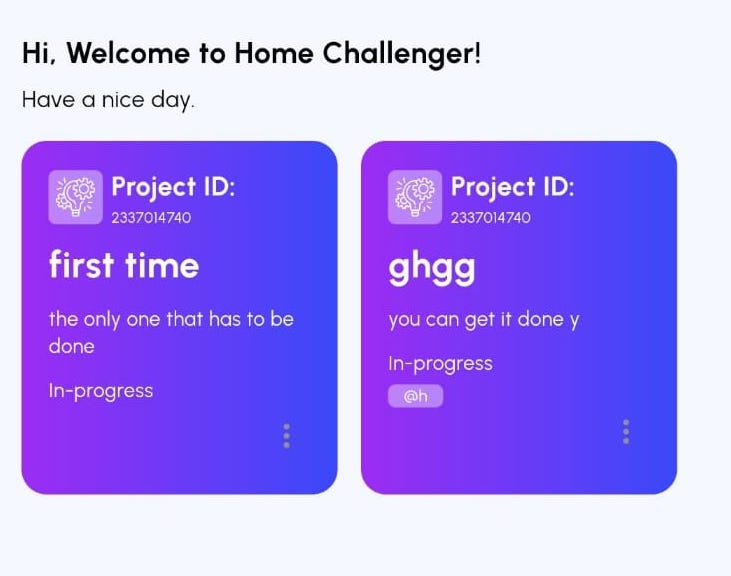 Hi, Welcome to Home Challenger!
Have a nice day.
Project ID:
2337014740
first time
the only one that has to be
done
In-progress
Project ID:
2337014740
ghgg
you can get it done y
In-progress
@h